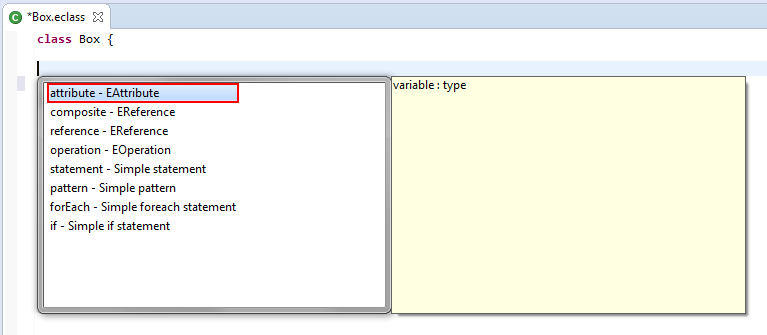 *Box.eclass
class Box {
attribute - EAttribute
composite - EReference
reference - EReference
operation - EOperation
statement - Simple statement
pattern - Simple pattern
forEach - Simple foreach statement
if - Simple if statement
variable : type